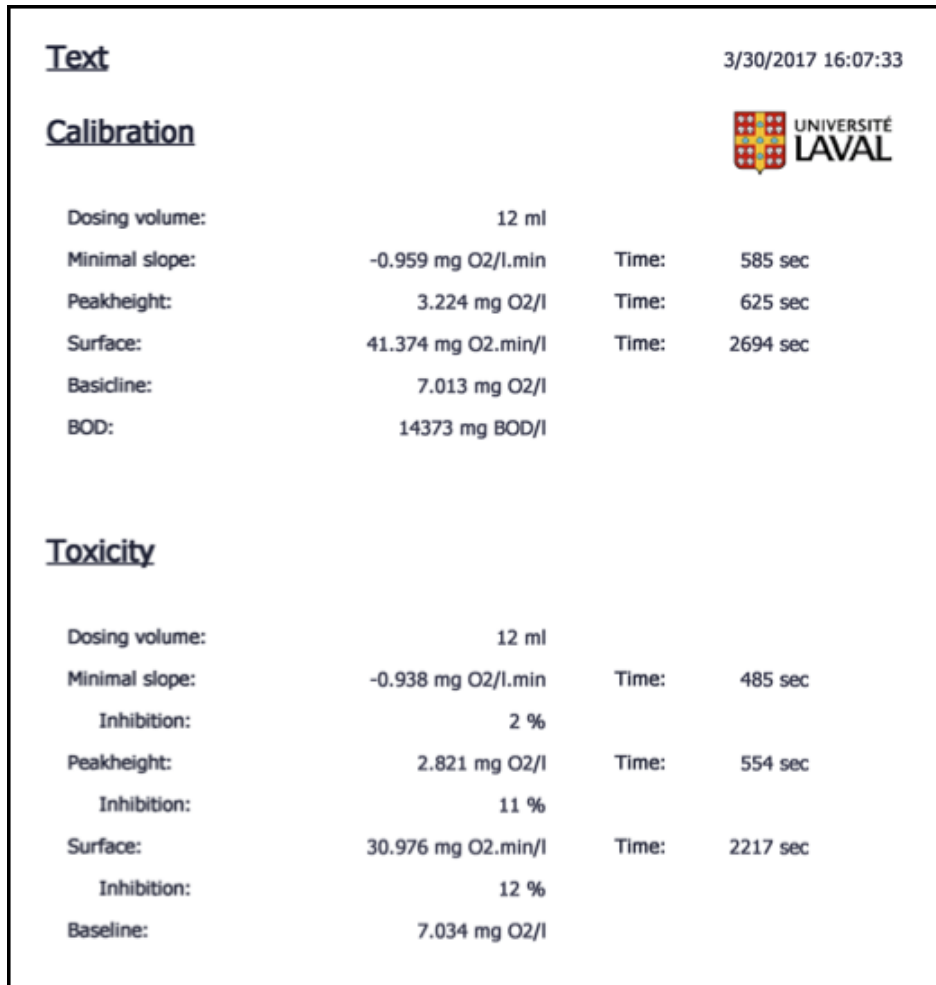 Text 3/30/2017 16:07:33
Calibration
UNIVERSITÉ
LAVAL
Dosing volume: 12 ml
Minimal slope: -0.959 mg O2/l.min Time: 585 sec
Peakheight: 3.224 mg O2/l Time: 625 sec
Surface: 41.374 mg O2.min/l Time: 2694 sec
Basicline: 7.013 mg O2/l
BOD: 14373 mg BOD/l
Toxicity
Dosing volume: 12 ml
Minimal slope: -0.938 mg O2/l.min Time: 485 sec
Inhibition: 2 %
Peakheight: 2.821 mg O2/l Time: 554 sec
Inhibition: 11 %
Surface: 30.976 mg O2.min/l Time: 2217 sec
Inhibition: 12 %
Baseline: 7.034 mg O2/l